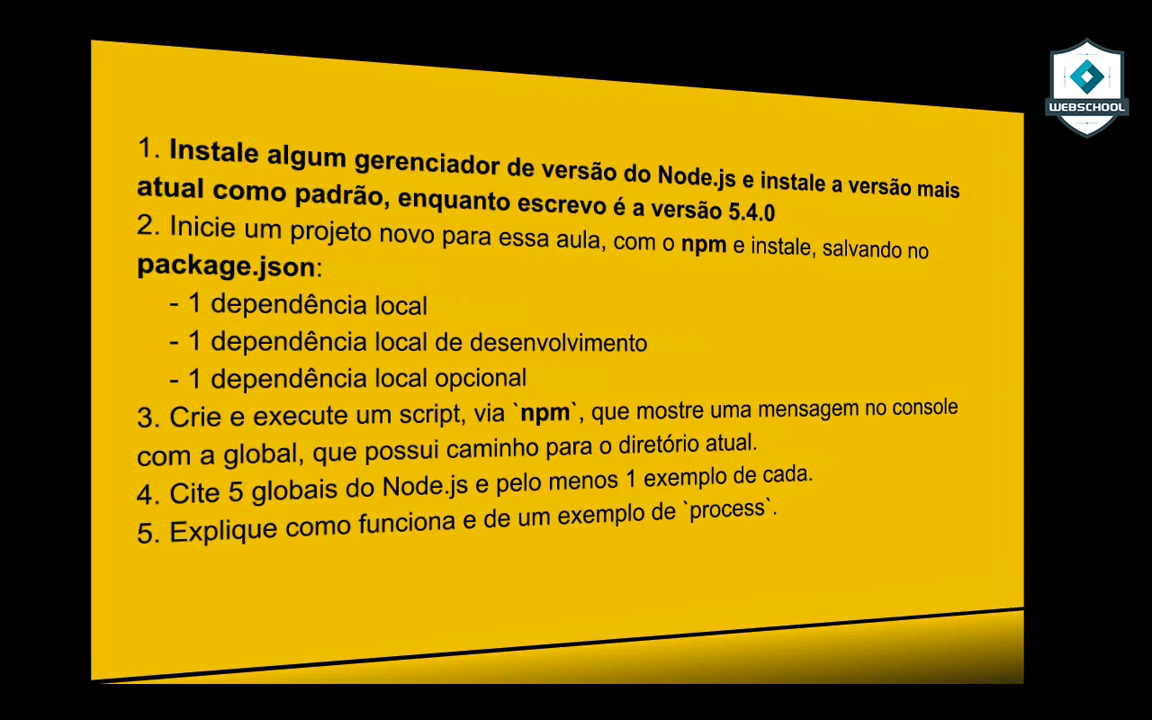 WEBSCHOOL
1. Instale algum gerenciador de versão do Node.js e instale a versão mais
atual como padrão, enquanto escrevo é a versão 5.4.0
2. Inicie um projeto novo para essa aula, com o npm e instale, salvando no
package.json:
- 1 dependência local
- 1 dependência local de desenvolvimento
- 1 dependência local opcional
3. Crie e execute um script, via `npm`, que mostre uma mensagem no console
com a global, que possui caminho para o diretório atual.
4. Cite 5 globais do Node.js e pelo menos 1 exemplo de cada.
5. Explique como funciona e de um exemplo de `process`.